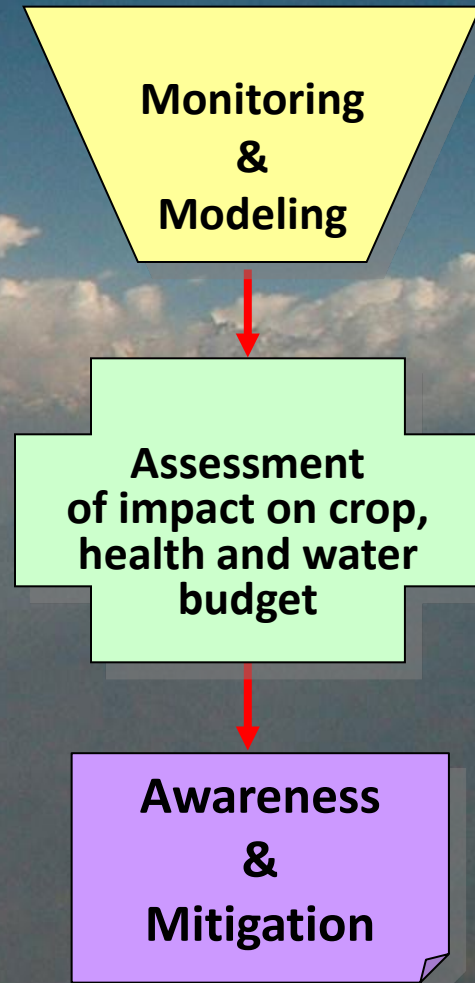 Monitoring
&
Modeling
Assessment
of impact on crop,
health and water
budget
Awareness
&
Mitigation